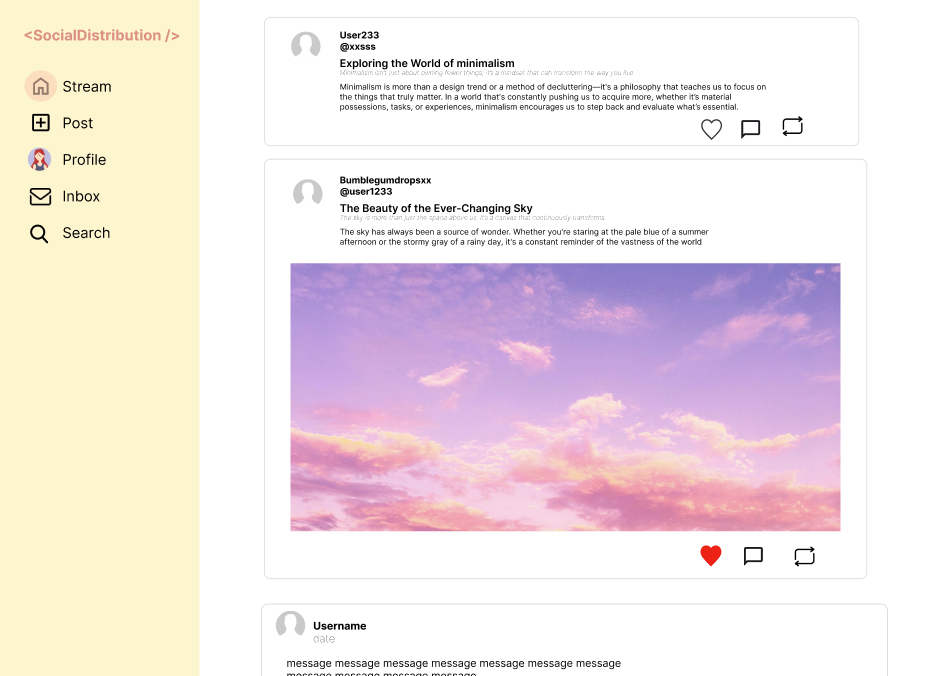 <SocialDistribution />
Stream
Post
Profile
Inbox
Search
User233
@xxsss
Exploring the World of minimalism
Minimalism isn't just about owning fewer things; it's a mindset that can transform the way you live
Minimalism is more than a design trend or a method of decluttering—it's a philosophy that teaches us to focus on
the things that truly matter. In a world that's constantly pushing us to acquire more, whether it's material
possessions, tasks, or experiences, minimalism encourages us to step back and evaluate what's essential.
Bumblegumdropsxx
@user1233
The Beauty of the Ever-Changing Sky
The sky is more than just the space above us. It's a canvas that continuously transforms.
The sky has always been a source of wonder. Whether you're staring at the pale blue of a summer
afternoon or the stormy gray of a rainy day, it's a constant reminder of the vastness of the world
Username
date
message message message message message message message
message message message message